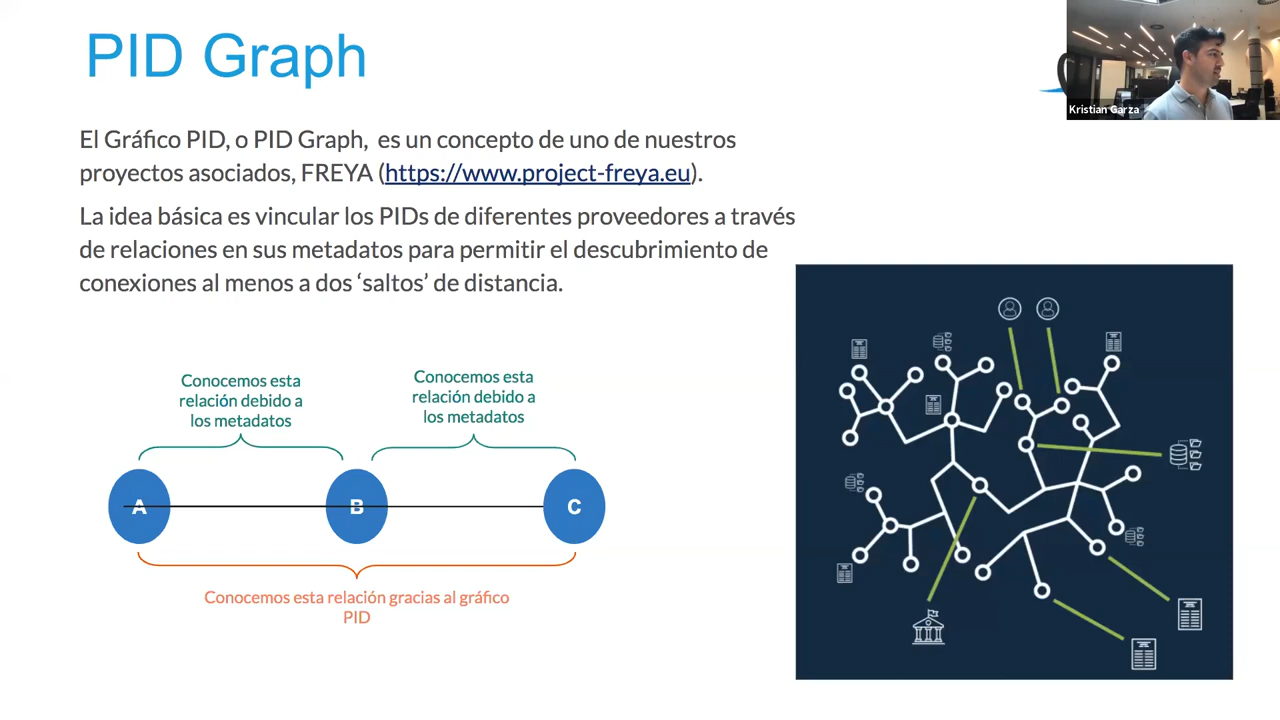 PID Graph
Kristian Garza
El Gráfico PID, o PID Graph, es un concepto de uno de nuestros
proyectos asociados, FREYA (https://www.project-freya.eu).
La idea básica es vincular los PIDs de diferentes proveedores a través
de relaciones en sus metadatos para permitir el descubrimiento de
conexiones al menos a dos ‘saltos’ de distancia.
Conocemos esta
relación debido a
los metadatos
Conocemos esta
relación debido a
los metadatos
A
B
C
Conocemos esta relación gracias al gráfico
PID